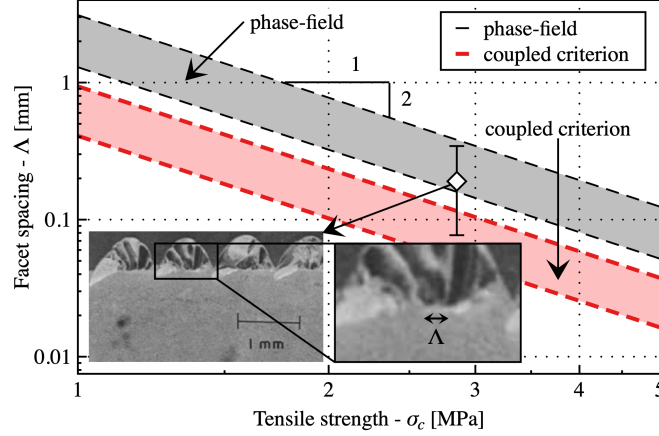 phase-field
phase-field
coupled criterion
1
1
2
coupled criterion
Facet spacing - Λ [mm]
0.1
1 mm
Λ
0.01
1
2
3
4
5
Tensile strength - σc [MPa]